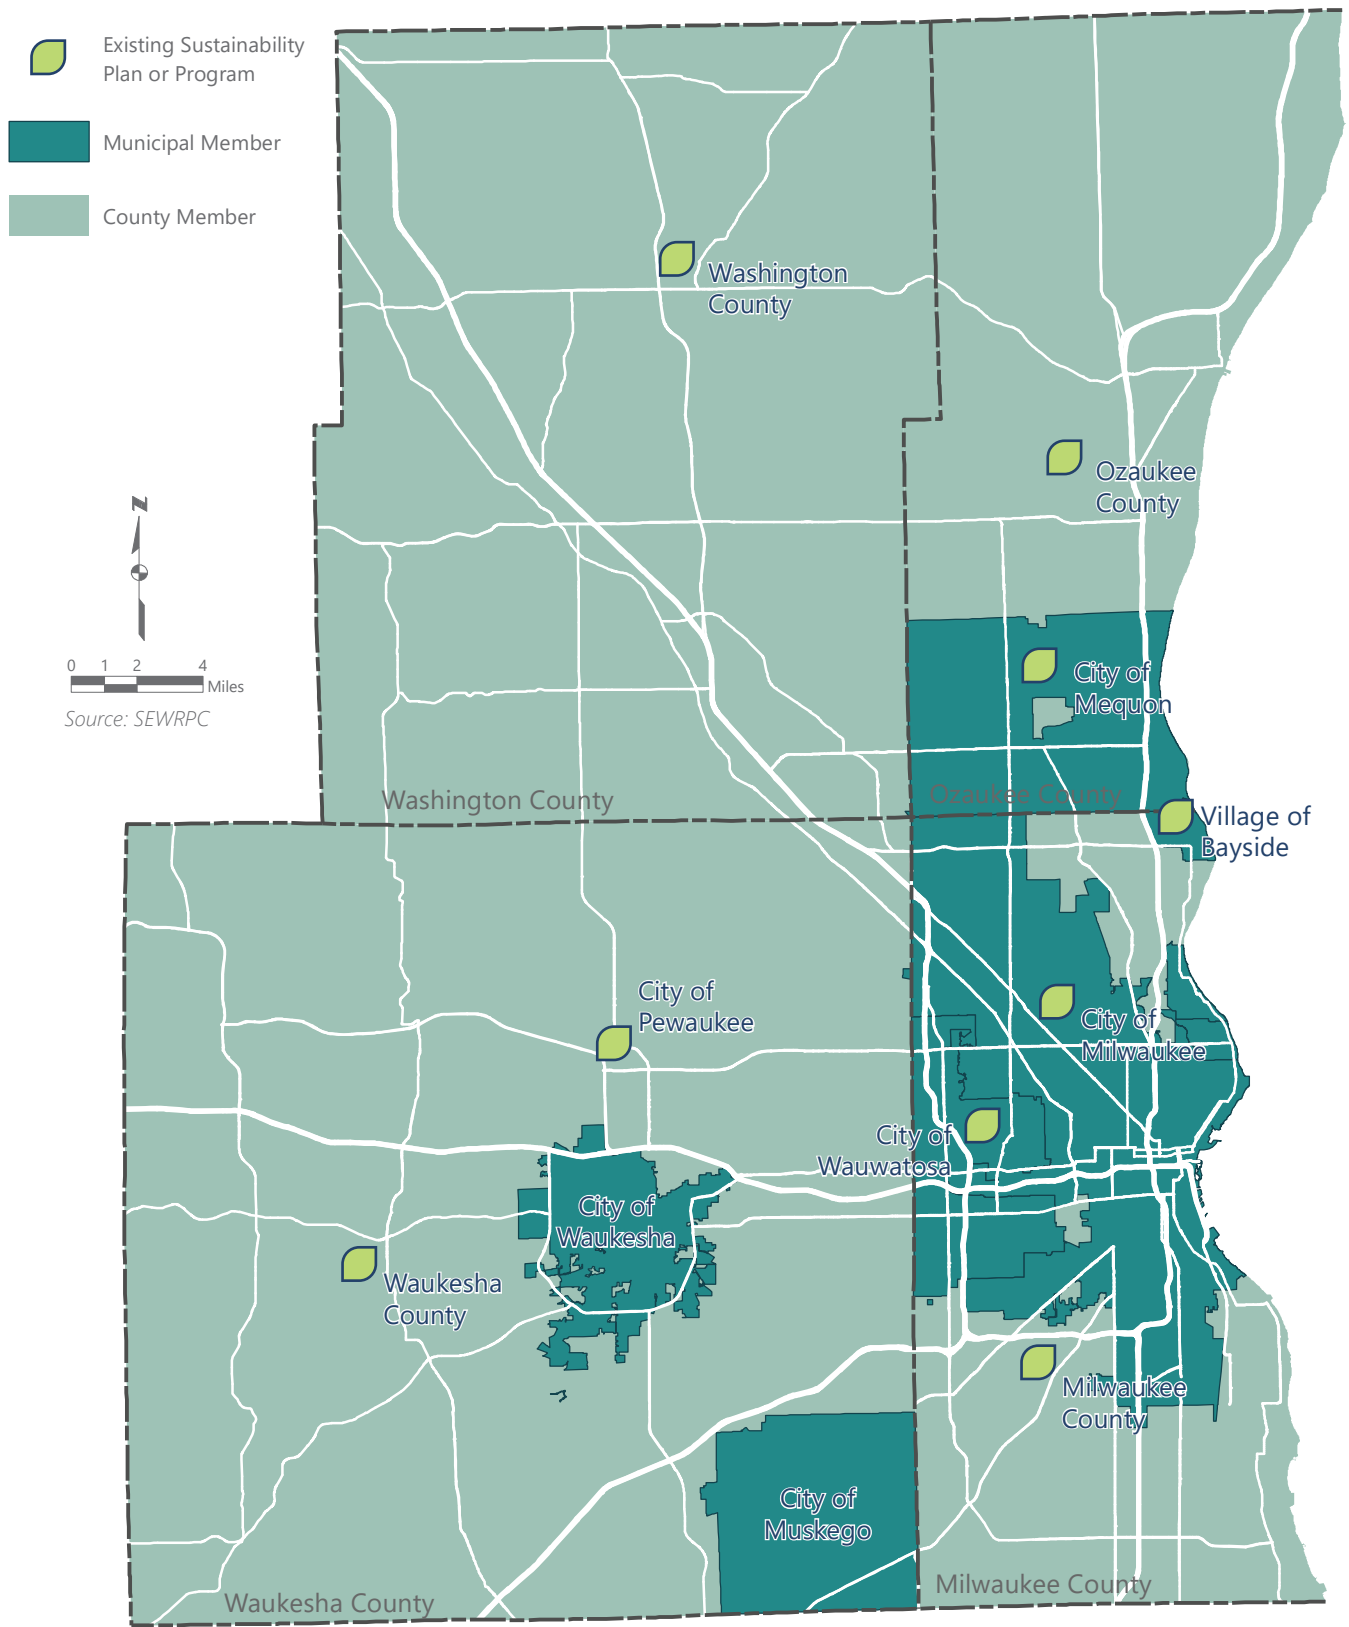 Existing Sustainability
Plan or Program
Municipal Member
County Member
Washington
County
Ozaukee
County
N
0 1 2 4
Miles
Source: SEWRPC
City of
Mequon
Washington County
Ozaukee County
Village of
Bayside
City of
Pewaukee
City of
Milwaukee
City of
Wauwatosa
City of
Waukesha
Waukesha
County
Milwaukee
County
City of
Muskego
Waukesha County
Milwaukee County